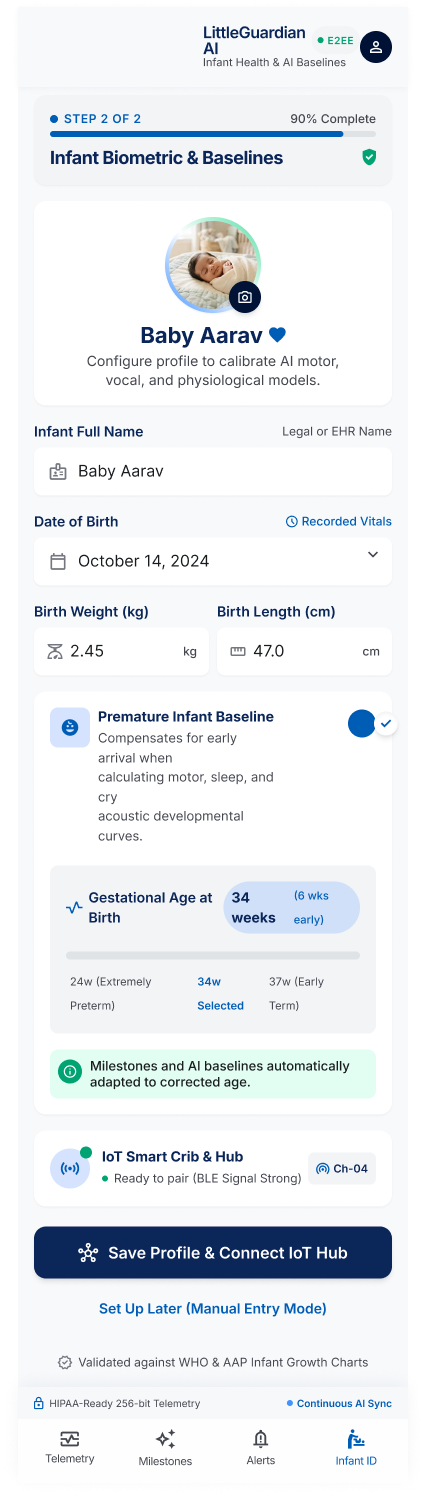 LittleGuardian
AI
E2EE
Infant Health & AI Baselines
STEP 2 OF 2
90% Complete
Infant Biometric & Baselines
Baby Aarav
Configure profile to calibrate AI motor,
vocal, and physiological models.
Infant Full Name
Legal or EHR Name
Baby Aarav
Date of Birth
Recorded Vitals
October 14, 2024
Birth Weight (kg)
Birth Length (cm)
2.45
kg
47.0
cm
Premature Infant Baseline
Compensates for early
arrival when
calculating motor, sleep, and
cry
acoustic developmental
curves.
Gestational Age at
Birth
34
weeks
(6 wks
early)
24w (Extremely
Preterm)
34w
Selected
37w (Early
Term)
Milestones and AI baselines automatically
adapted to corrected age.
IoT Smart Crib & Hub
Ready to pair (BLE Signal Strong)
Ch-04
Save Profile & Connect IoT Hub
Set Up Later (Manual Entry Mode)
Validated against WHO & AAP Infant Growth Charts
HIPAA-Ready 256-bit Telemetry
Continuous AI Sync
Telemetry
Milestones
Alerts
Infant ID